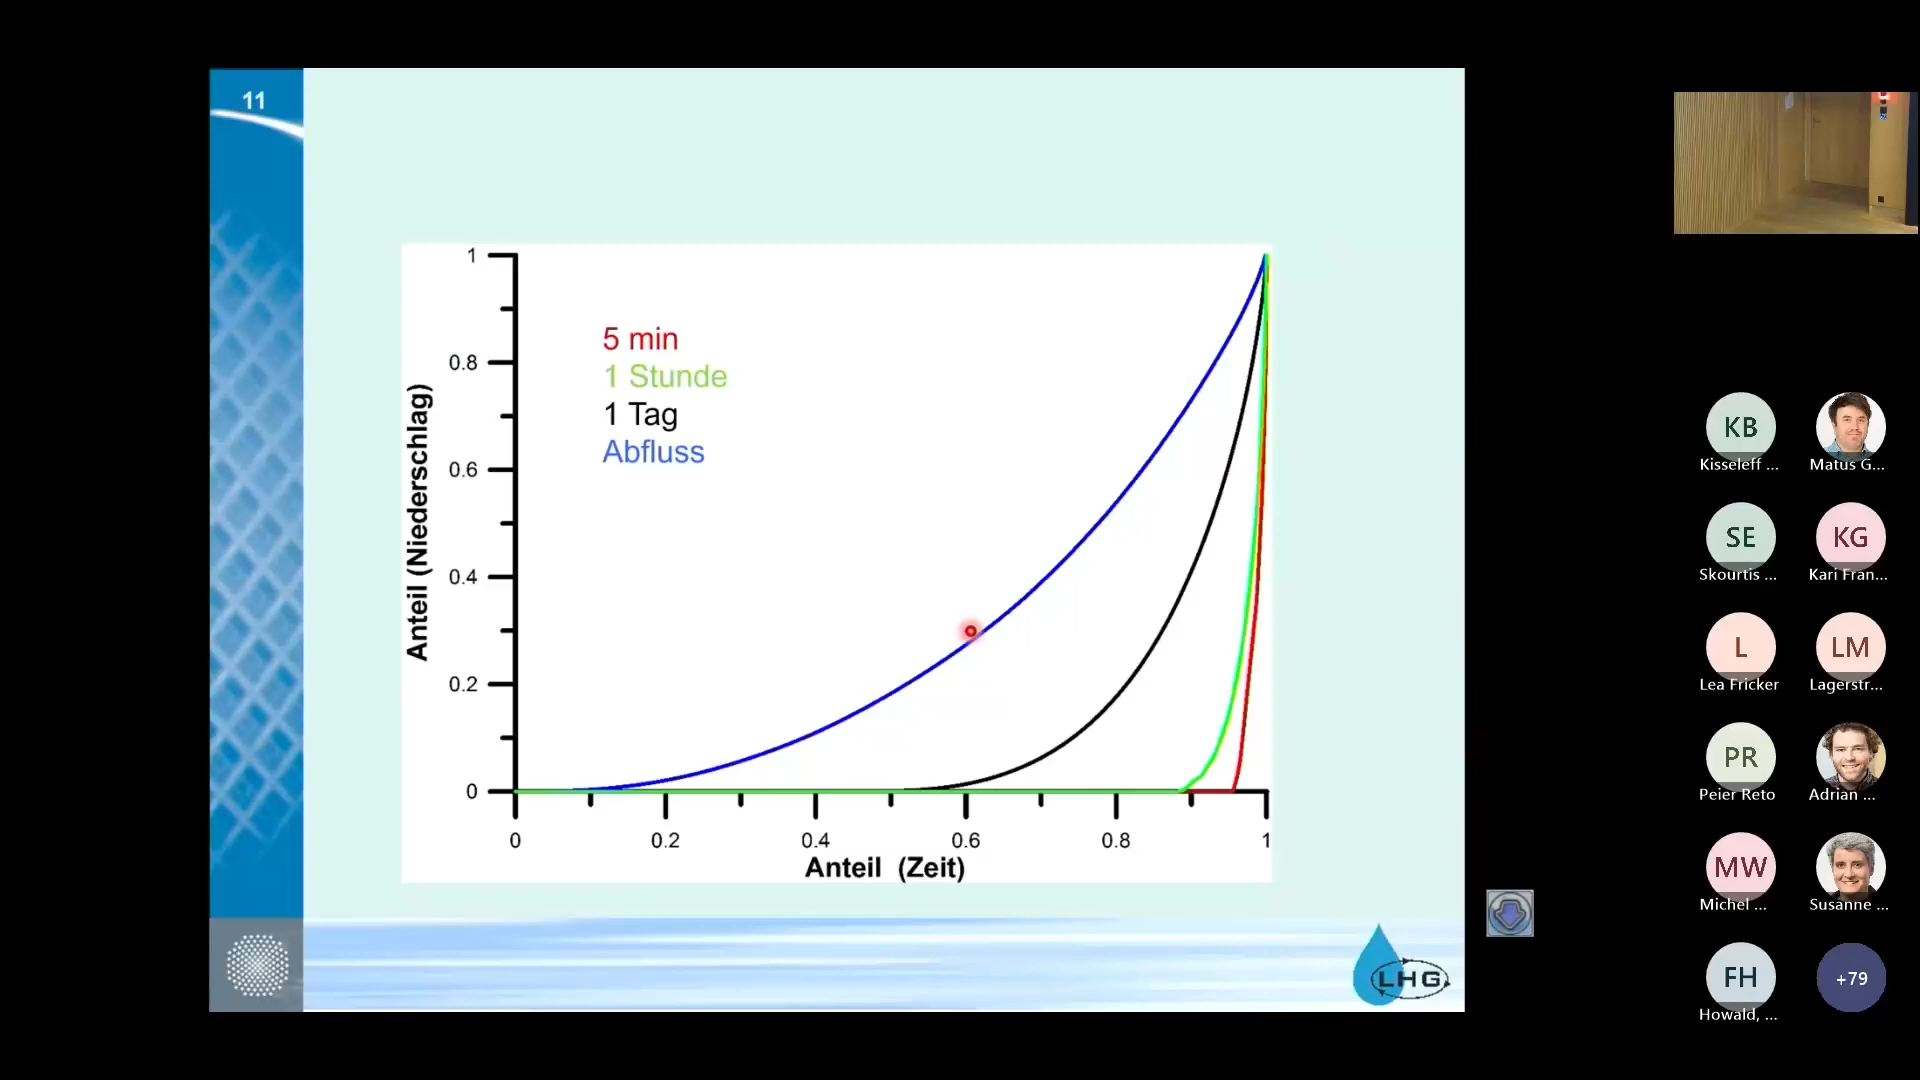 11
1
0.8
0.6
0.4
0.2
0
Anteil (Niederschlag)
5 min
1 Stunde
1 Tag
Abfluss
0
0.2
0.4
0.6
0.8
1
Anteil (Zeit)
LHG
KB
Kisseleff ...
Matus G...
SE
Skourtis ...
KG
Kari Fran...
L
Lea Fricker
LM
Lagerstr...
PR
Peier Reto
Adrian ...
MW
Michel ...
Susanne ...
FH
Howald, ...
+79